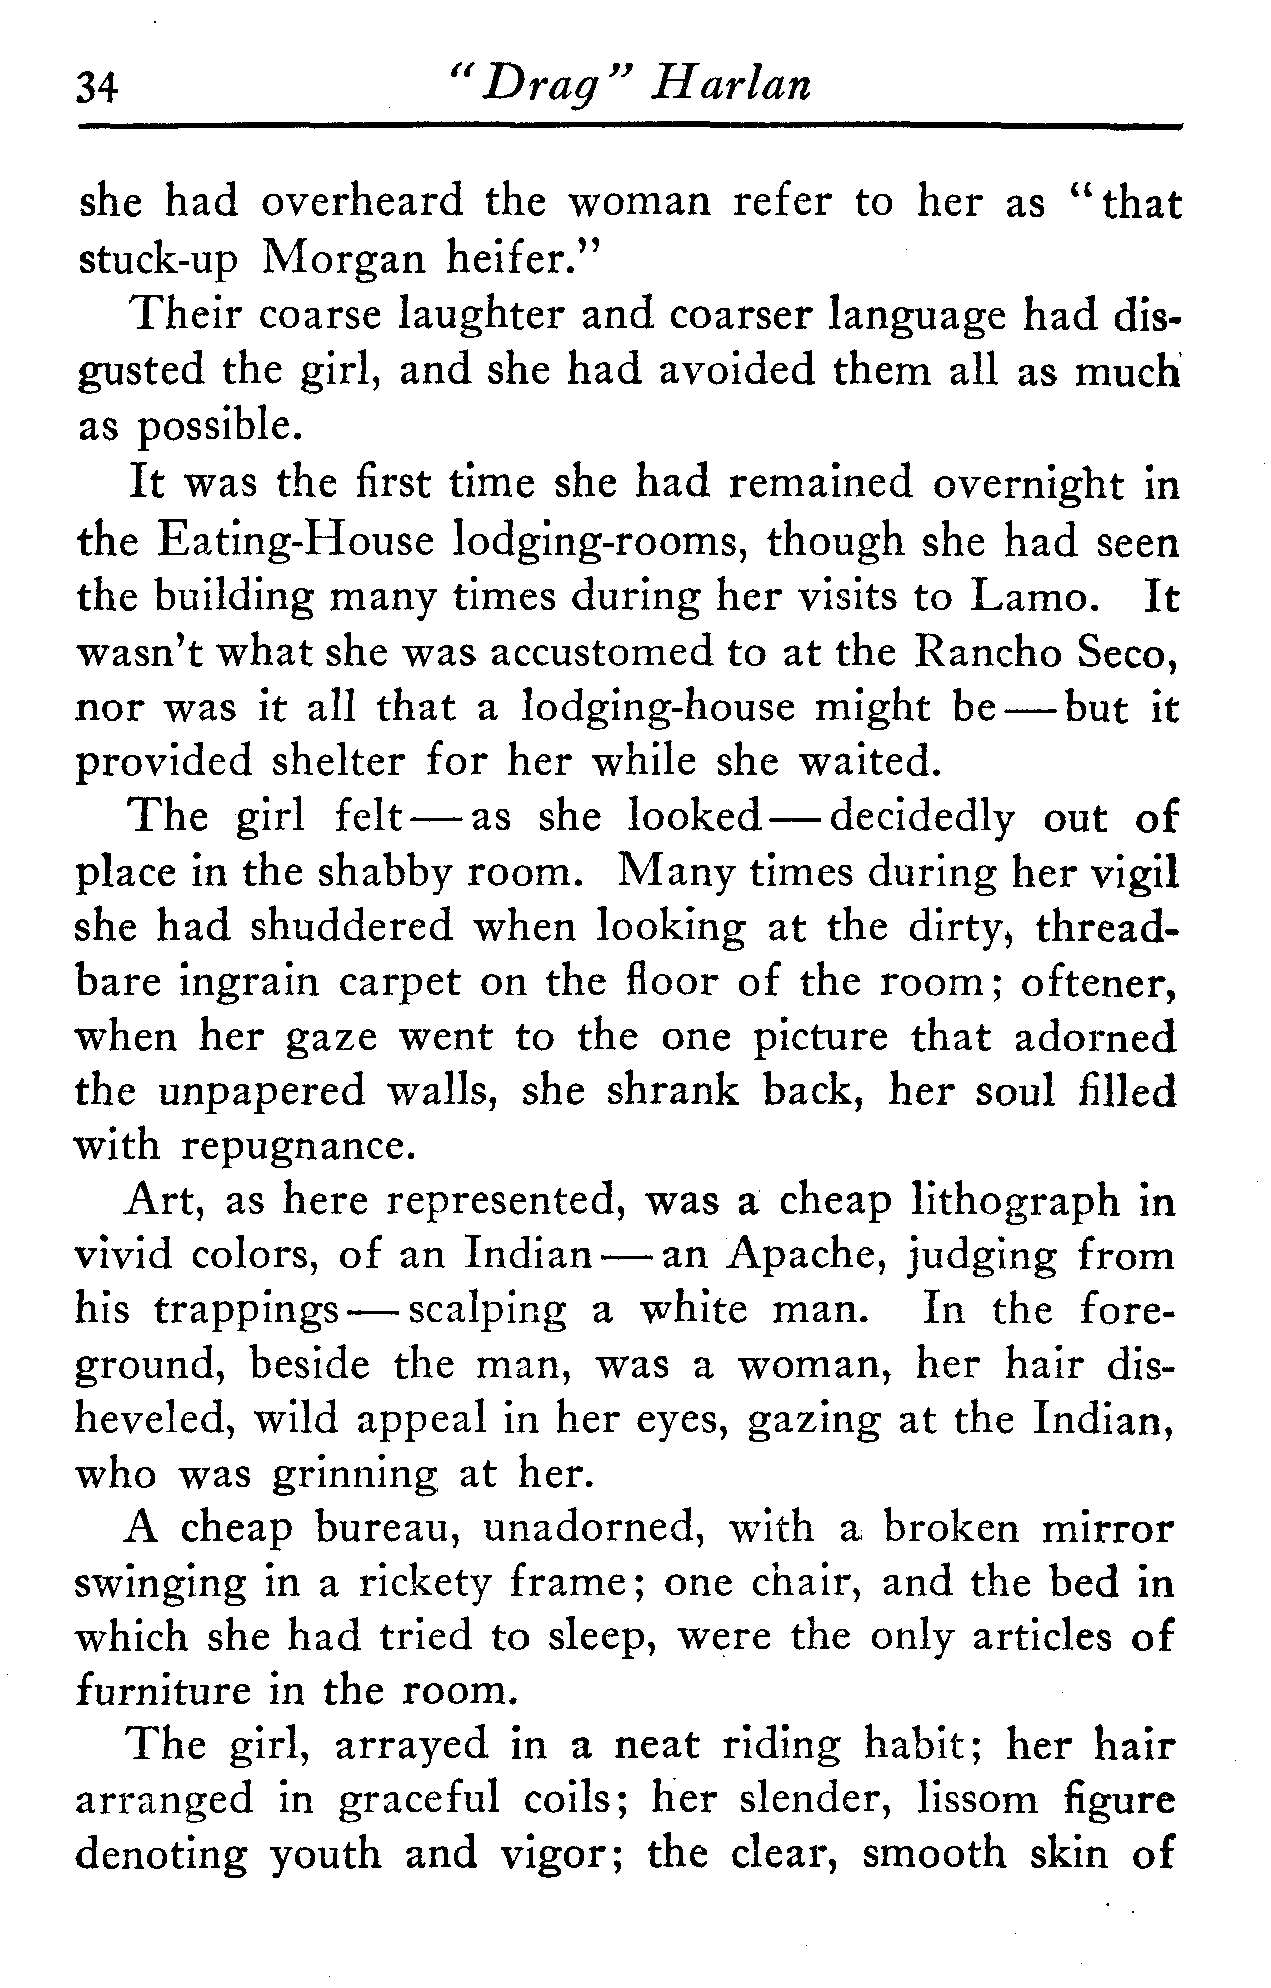 34 "Drag" Harlan
she had overheard the woman refer to her as "that
stuck-up Morgan heifer."
Their coarse laughter and coarser language had dis-
gusted the girl, and she had avoided them all as much
as possible.
It was the first time she had remained overnight in
the Eating-House lodging-rooms, though she had seen
the building many times during her visits to Lamo. It
wasn't what she was accustomed to at the Rancho Seco,
nor was it all that a lodging-house might be—but it
provided shelter for her while she waited.
The girl felt—as she looked—decidedly out of
place in the shabby room. Many times during her vigil
she had shuddered when looking at the dirty, thread-
bare ingrain carpet on the floor of the room; oftener,
when her gaze went to the one picture that adorned
the unpapered walls, she shrank back, her soul filled
with repugnance.
Art, as here represented, was a cheap lithograph in
vivid colors, of an Indian—an Apache, judging from
his trappings—scalping a white man. In the fore-
ground, beside the man, was a woman, her hair dis-
heveled, wild appeal in her eyes, gazing at the Indian,
who was grinning at her.
A cheap bureau, unadorned, with a broken mirror
swinging in a rickety frame; one chair, and the bed in
which she had tried to sleep, were the only articles of
furniture in the room.
The girl, arrayed in a neat riding habit; her hair
arranged in graceful coils; her slender, lissom figure
denoting youth and vigor; the clear, smooth skin of